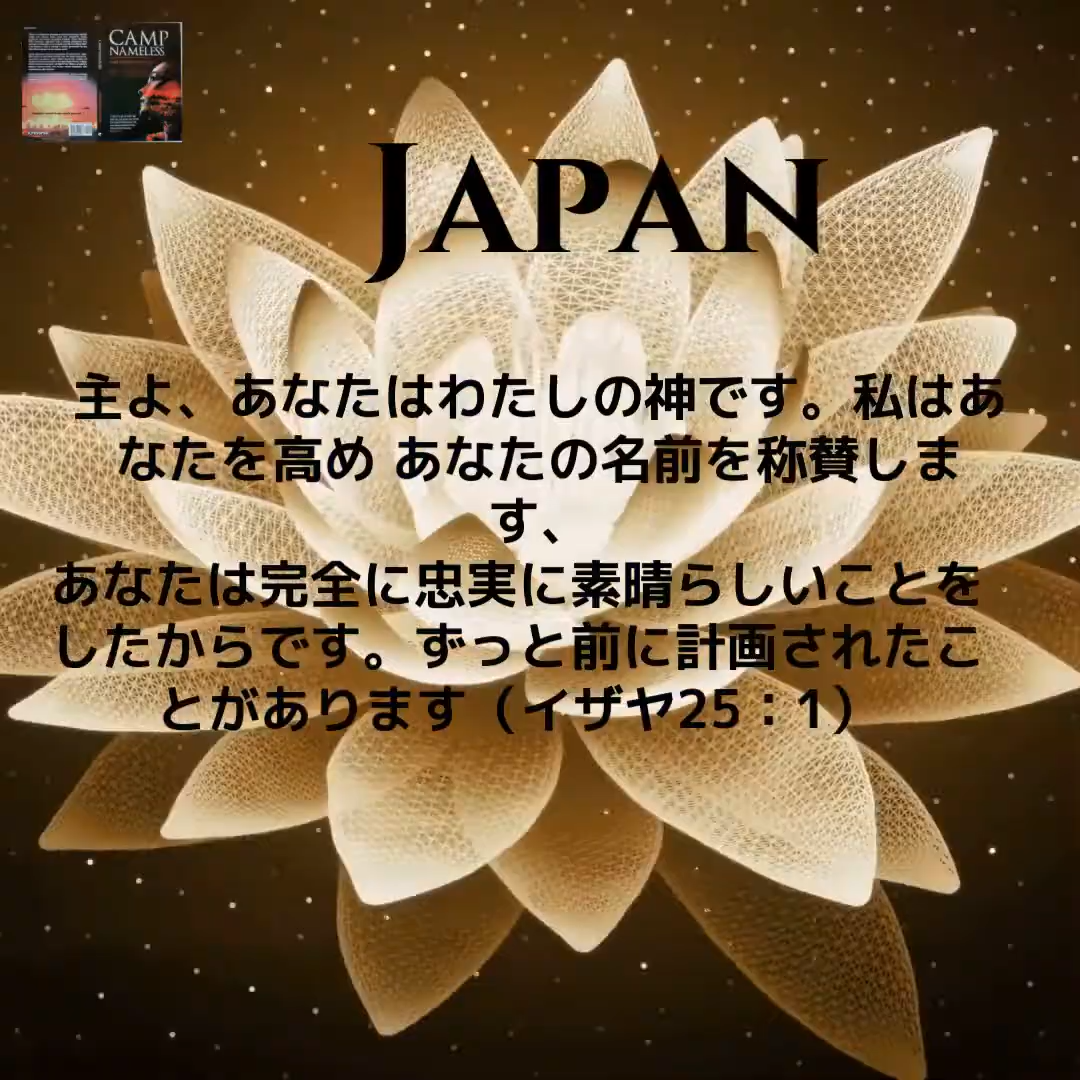 CAMP
NAMELESS
JAPAN
主よ、あなたはわたしの神です。私はあ
なたを高め あなたの名前を称賛しま
す、
あなたは完全に忠実に素晴らしいことを
したからです。ずっと前に計画されたこ
とがあります（イザヤ25：1）